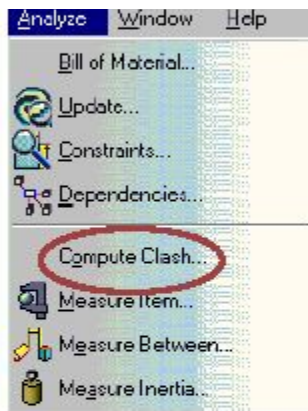 Analyze Window Help
Bill of Material...
Update...
Constraints...
Dependencies...
Compute Clash...
Measure Item...
Measure Between...
Measure Inertia...